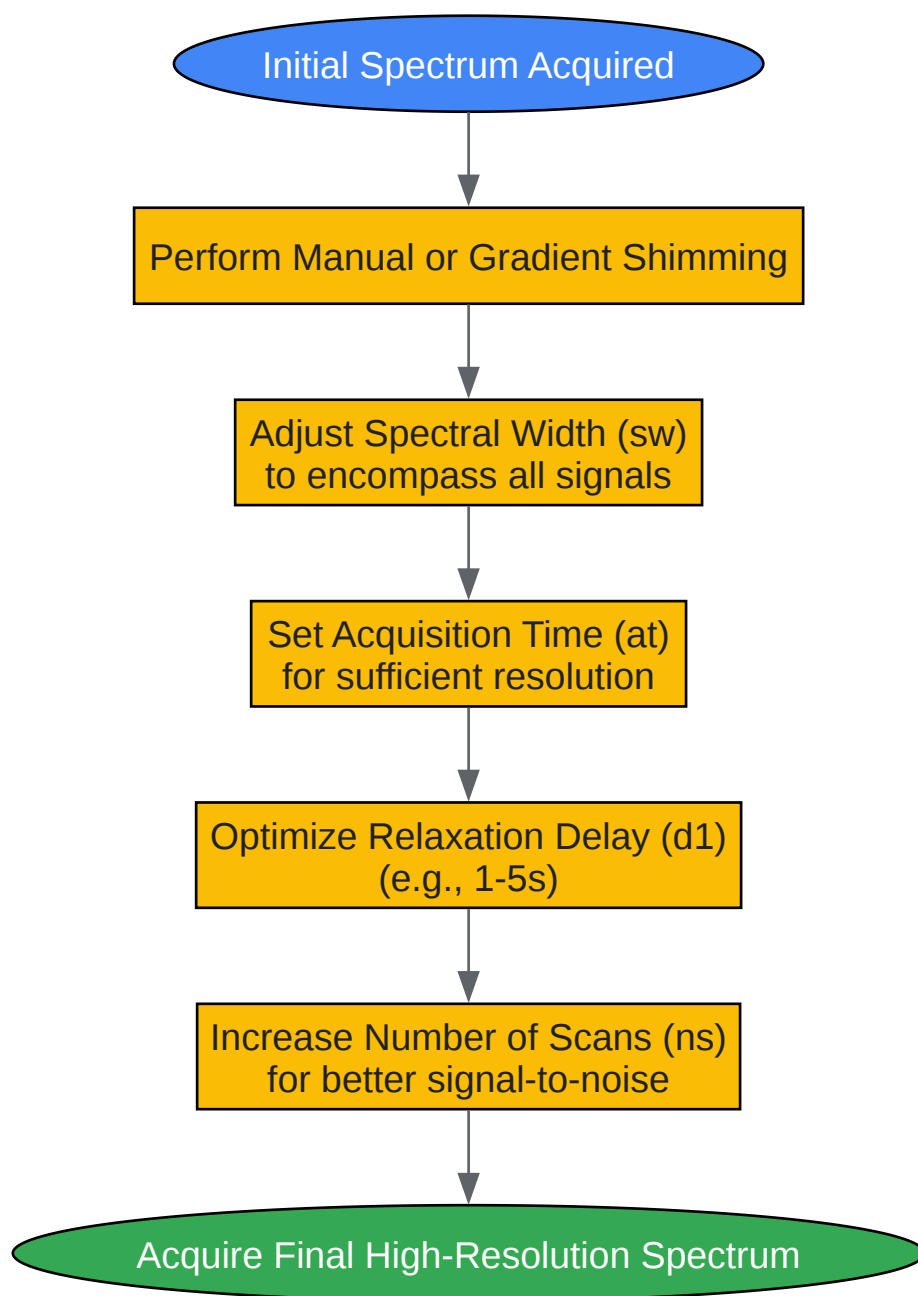 Initial Spectrum Acquired
Perform Manual or Gradient Shimming
Adjust Spectral Width (sw)
to encompass all signals
Set Acquisition Time (at)
for sufficient resolution
Optimize Relaxation Delay (d1)
(e.g., 1-5s)
Increase Number of Scans (ns)
for better signal-to-noise
Acquire Final High-Resolution Spectrum